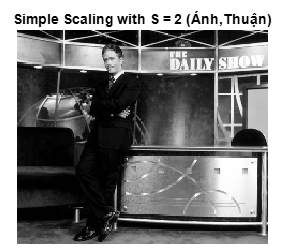 Simple Scaling with S = 2 (Ánh,Thuận)
THE
DAILY SHOW